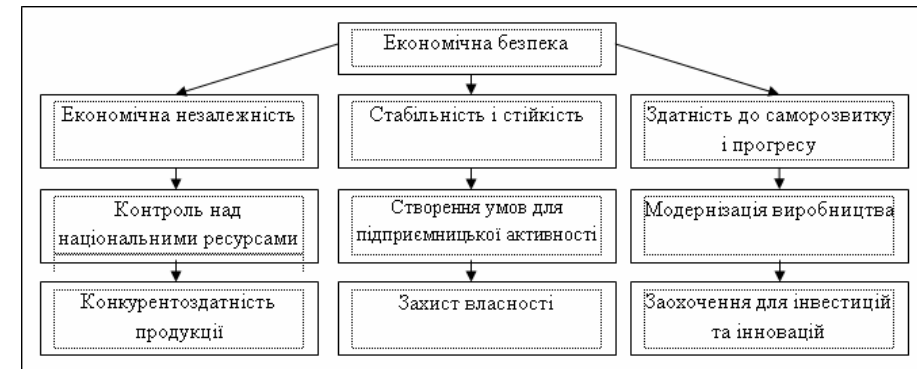 Економічна безпека
Економічна незалежність
Стабільність і стійкість
Здатність до саморозвитку
і прогресу
Контроль над
національними ресурсами
Створення умов для
підприємницької активності
Модернізація виробництва
Конкурентоздатність
продукції
Захист власності
Заохочення для інвестицій
та інновацій